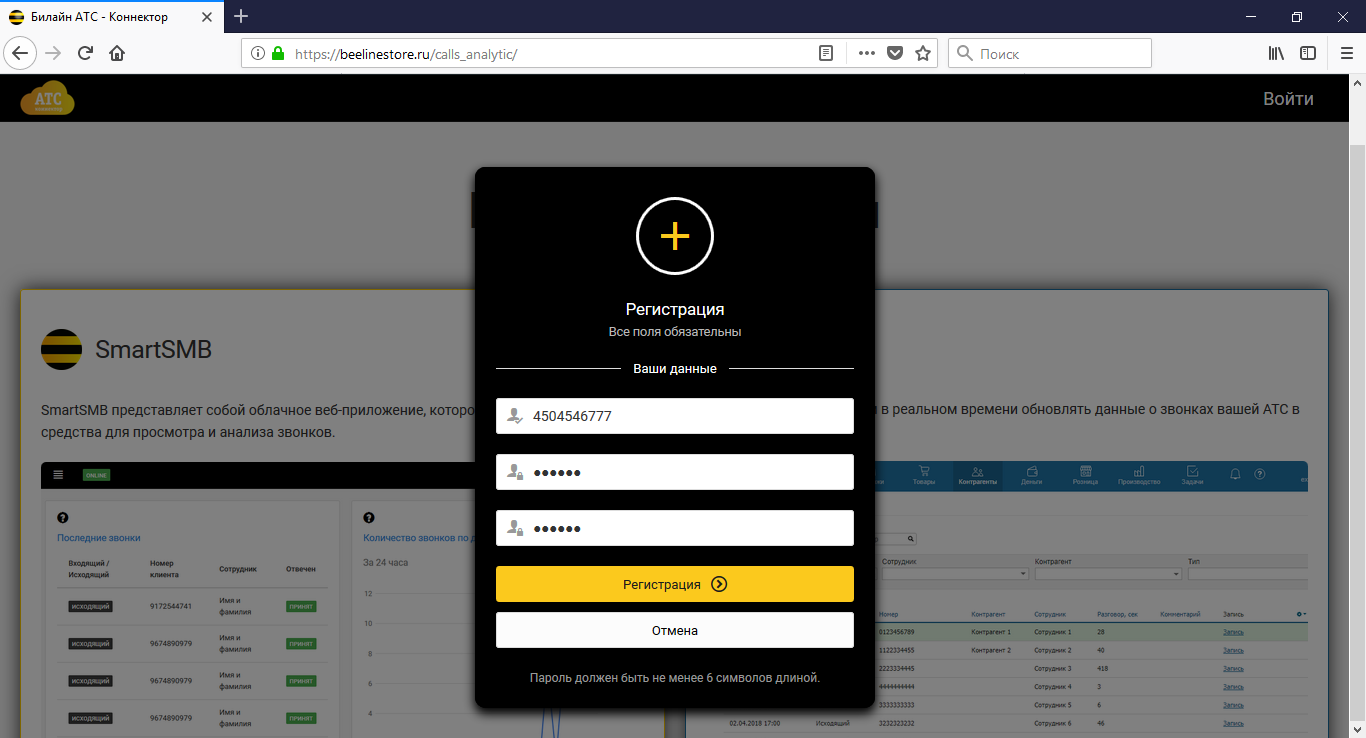 Билайн АТС - Коннектор
https://beelinestore.ru/calls_analytic/
Поиск
АТС
Войти
Регистрация
Все поля обязательны
Ваши данные
4504546777
••••••
••••••
Регистрация
Отмена
Пароль должен быть не менее 6 символов длиной.
SmartSMB
SmartSMB представляет собой облачное веб-приложение, которо
средства для просмотра и анализа звонков.
ONLINE
Последние звонки
Входящий / Исходящий Номер клиента Сотрудник Отвечен
ИСХОДЯЩИЙ 9172544741 Имя и фамилия ПРИНЯТ
ИСХОДЯЩИЙ 9674890979 Имя и фамилия ПРИНЯТ
ИСХОДЯЩИЙ 9674890979 Имя и фамилия ПРИНЯТ
ИСХОДЯЩИЙ 9674890979 Имя и фамилия ПРИНЯТ
Количество звонков по д
За 24 часа
12
10
8
6
4
в реальном времени обновлять данные о звонках вашей АТС в
Товары Контрагенты Деньги Розница Производство Задачи
Сотрудник Контрагент Тип
Номер Контрагент Сотрудник Разговор, сек Комментарий Запись
0123456789 Контрагент 1 Сотрудник 1 28 Запись
1122334455 Контрагент 2 Сотрудник 2 40 Запись
2223334445 Сотрудник 3 418 Запись
4444444444 Сотрудник 4 3 Запись
3333333333 Сотрудник 5 6 Запись
02.04.2018 17:00 Исходящий 3232323232 Сотрудник 6 46 Запись